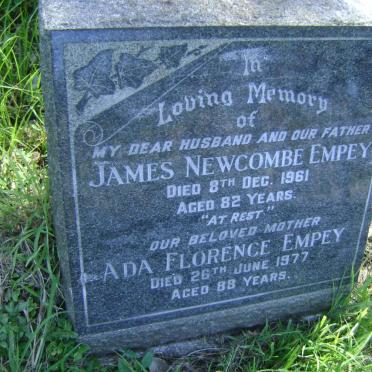 In
Loving Memory
of
MY DEAR HUSBAND AND OUR FATHER
JAMES NEWCOMBE EMPEY
DIED 8TH DEC. 1961
AGED 82 YEARS
"AT REST"
OUR BELOVED MOTHER
ADA FLORENCE EMPEY
DIED 26TH JUNE 1977
AGED 88 YEARS.